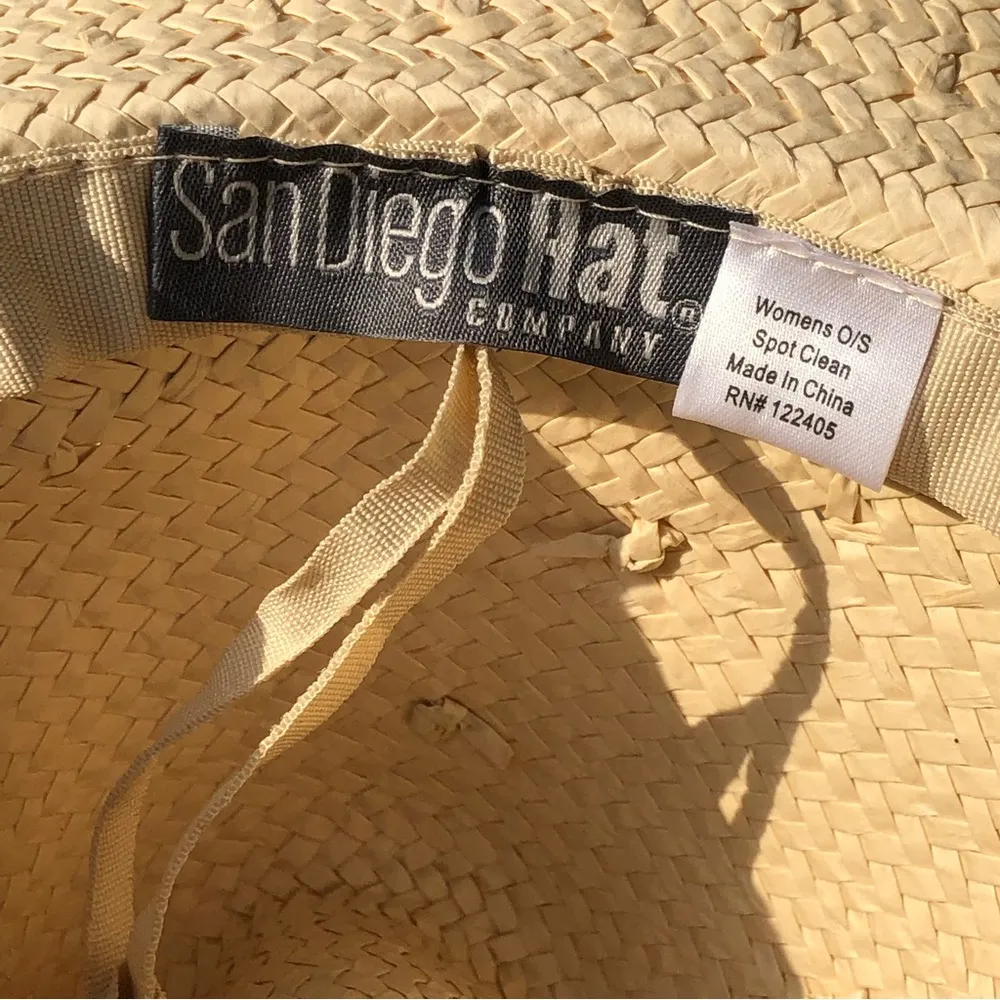 San Diego Hat
COMPANY®
Womens O/S
Spot Clean
Made In China
RN# 122405